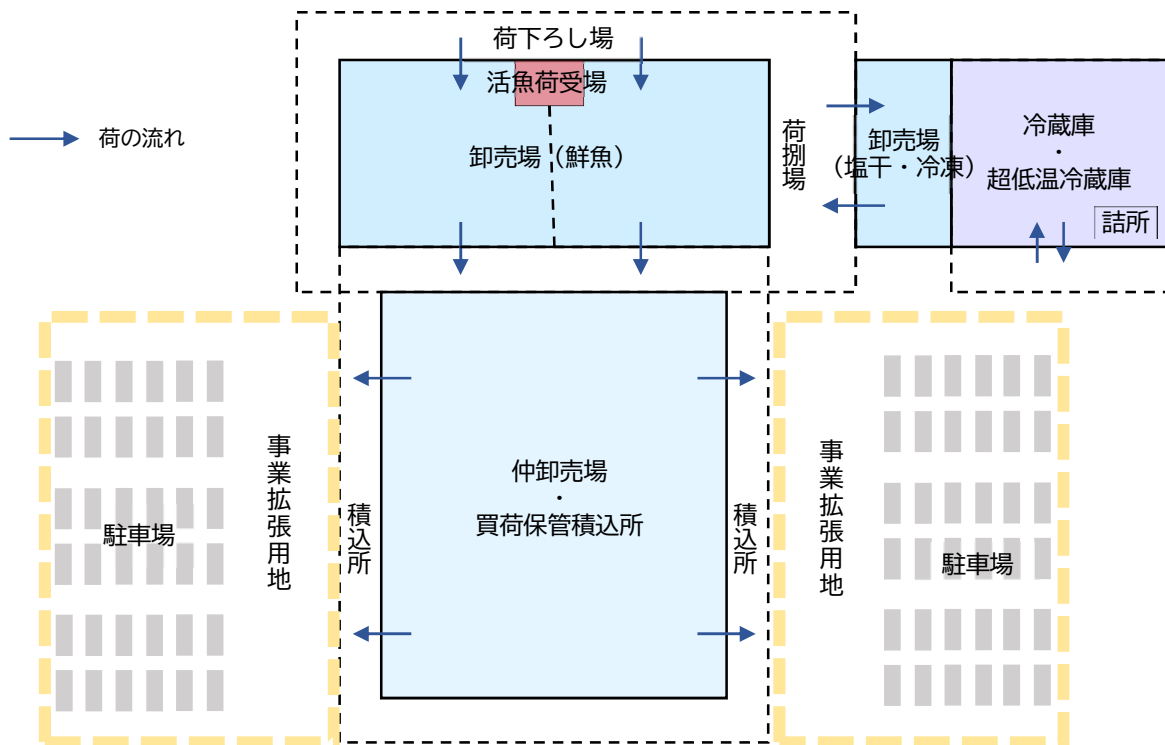 荷下ろし場
活魚荷受場
荷の流れ
卸売場（鮮魚）
荷捌場
卸売場
（塩干・冷凍）
冷蔵庫
・
超低温冷蔵庫
詰所
事業拡張用地
駐車場
積込所
仲卸売場
・
買荷保管積込所
積込所
事業拡張用地
駐車場